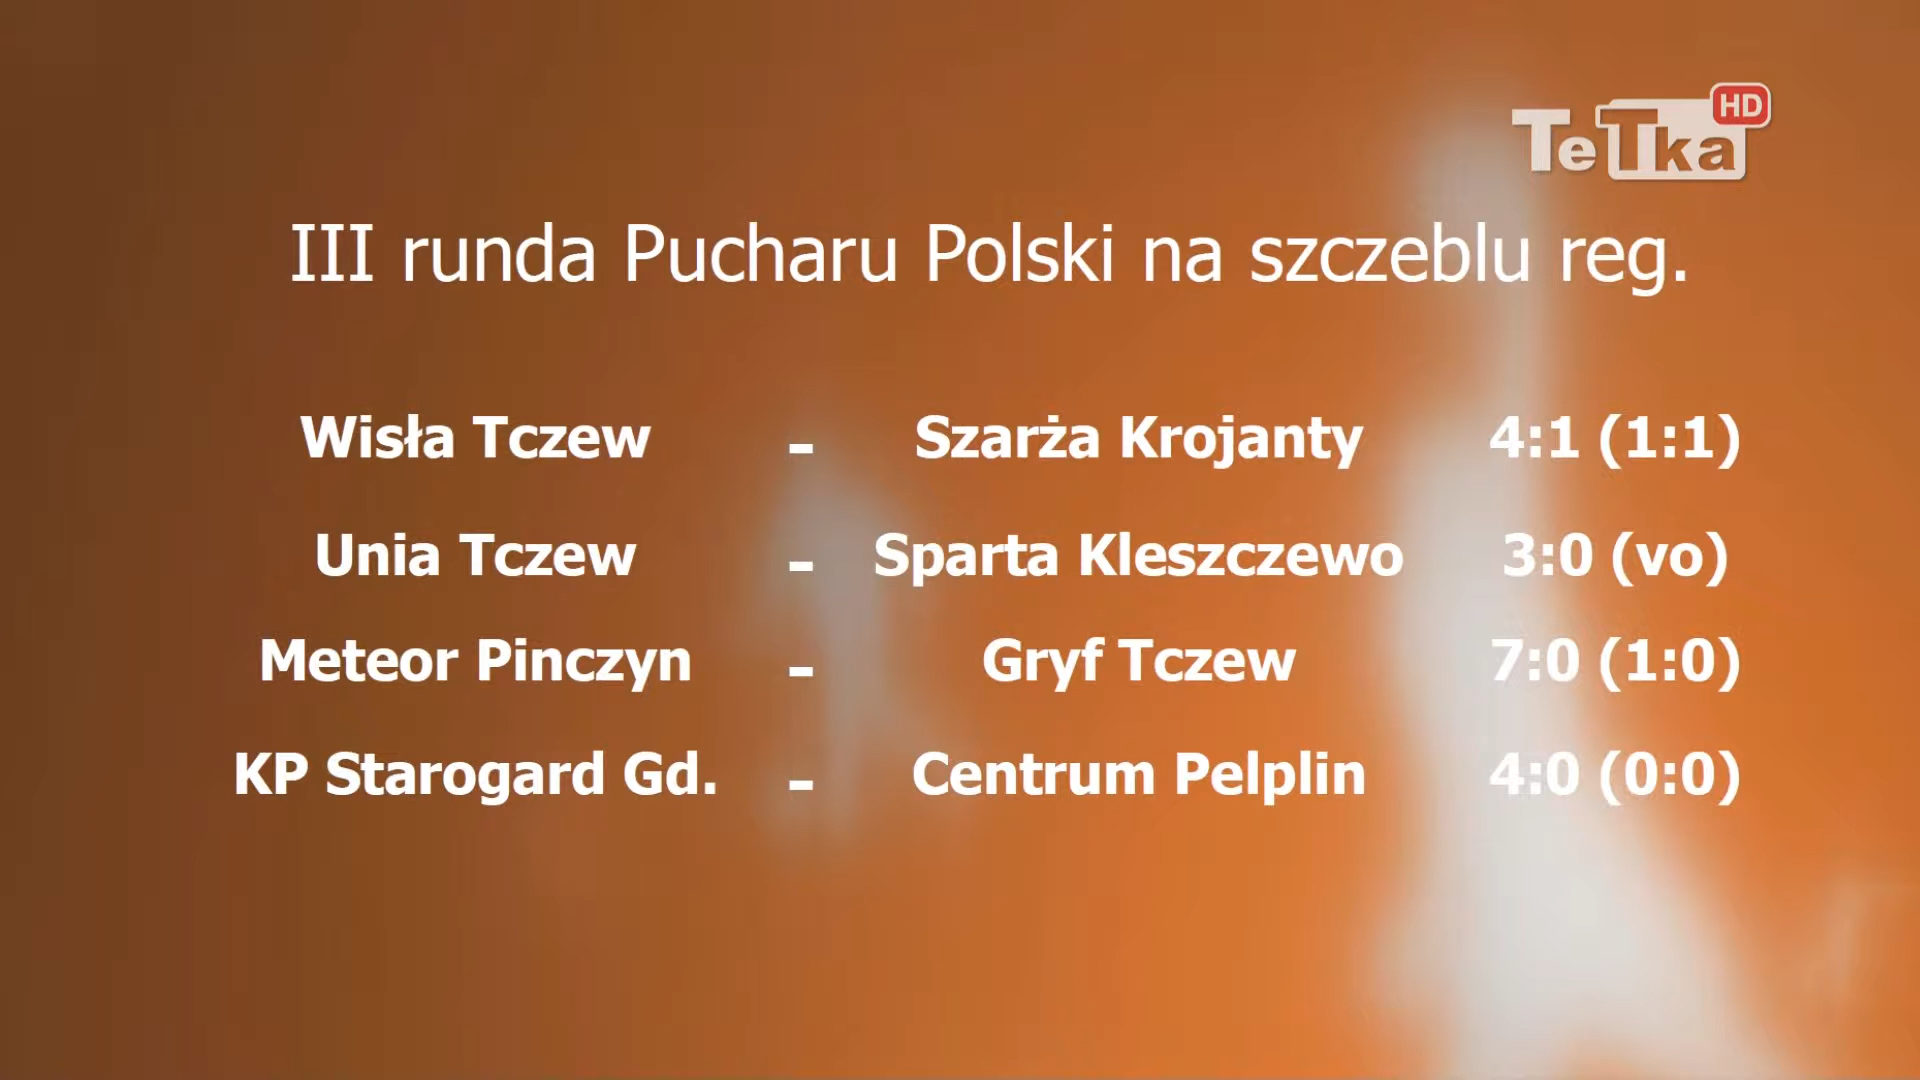 TeTka HD
III runda Pucharu Polski na szczeblu reg.
Wisła Tczew - Szarża Krojanty 4:1 (1:1)
Unia Tczew - Sparta Kleszczewo 3:0 (vo)
Meteor Pinczyn - Gryf Tczew 7:0 (1:0)
KP Starogard Gd. - Centrum Pelplin 4:0 (0:0)